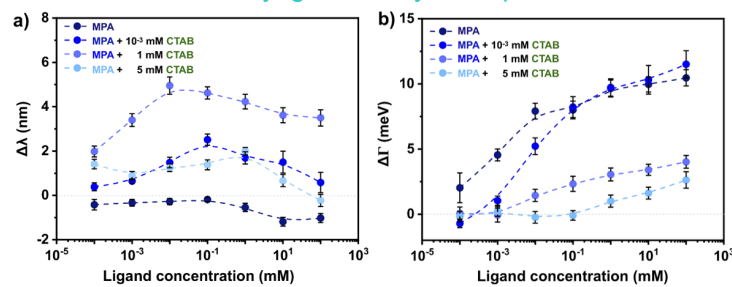 a)
MPA
MPA + 10-3 mM CTAB
MPA + 1 mM CTAB
MPA + 5 mM CTAB
8
6
4
2
0
-2
Δλ (nm)
10-5 10-3 10-1 101 103
Ligand concentration (mM)
b)
MPA
MPA + 10-3 mM CTAB
MPA + 1 mM CTAB
MPA + 5 mM CTAB
15
10
5
0
ΔΓ (meV)
10-5 10-3 10-1 101 103
Ligand concentration (mM)